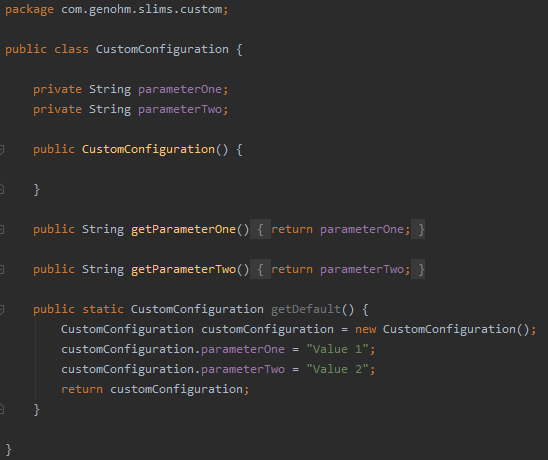 package com.genohm.slims.custom;
public class CustomConfiguration {
private String parameterOne;
private String parameterTwo;
public CustomConfiguration() {
}
public String getParameterOne() { return parameterOne; }
public String getParameterTwo() { return parameterTwo; }
public static CustomConfiguration getDefault() {
CustomConfiguration customConfiguration = new CustomConfiguration();
customConfiguration.parameterOne = "Value 1";
customConfiguration.parameterTwo = "Value 2";
return customConfiguration;
}
}